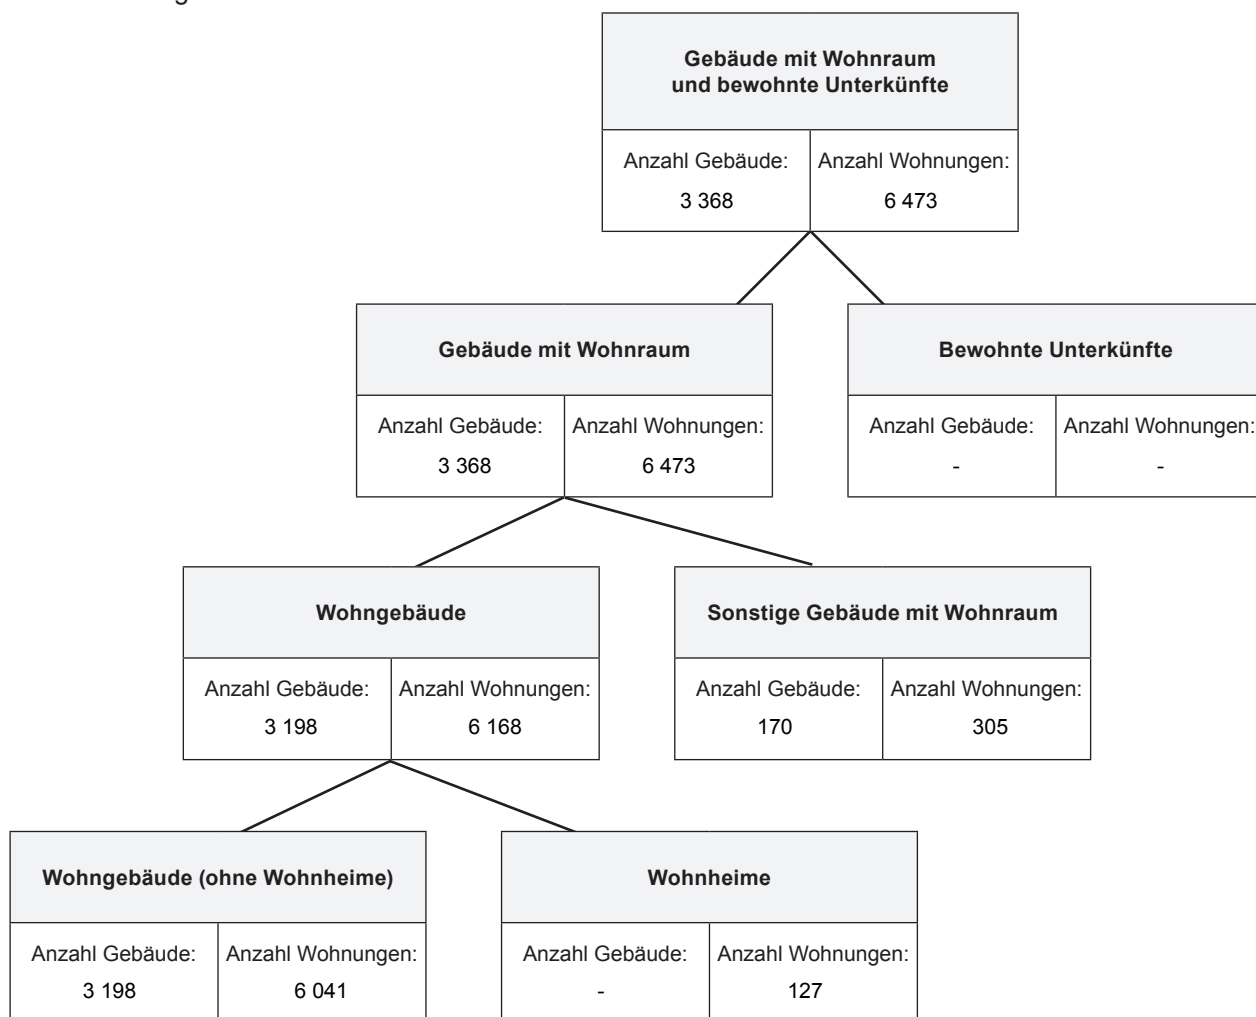 Gebäude mit Wohnraum
und bewohnte Unterkünfte
Anzahl Gebäude: Anzahl Wohnungen:
3 368 6 473
Gebäude mit Wohnraum
Anzahl Gebäude: Anzahl Wohnungen:
3 368 6 473
Bewohnte Unterkünfte
Anzahl Gebäude: Anzahl Wohnungen:
- -
Wohngebäude
Anzahl Gebäude: Anzahl Wohnungen:
3 198 6 168
Sonstige Gebäude mit Wohnraum
Anzahl Gebäude: Anzahl Wohnungen:
170 305
Wohngebäude (ohne Wohnheime)
Anzahl Gebäude: Anzahl Wohnungen:
3 198 6 041
Wohnheime
Anzahl Gebäude: Anzahl Wohnungen:
- 127